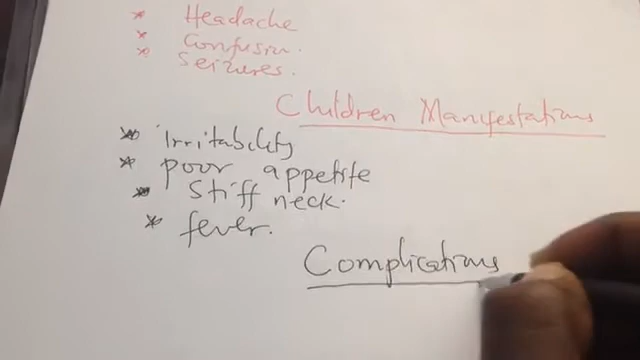 * Headache
* Confusion.
* Seizures.
Children Manifestations
* irritability
* poor appetite
* Stiff neck.
* fever.
Complications